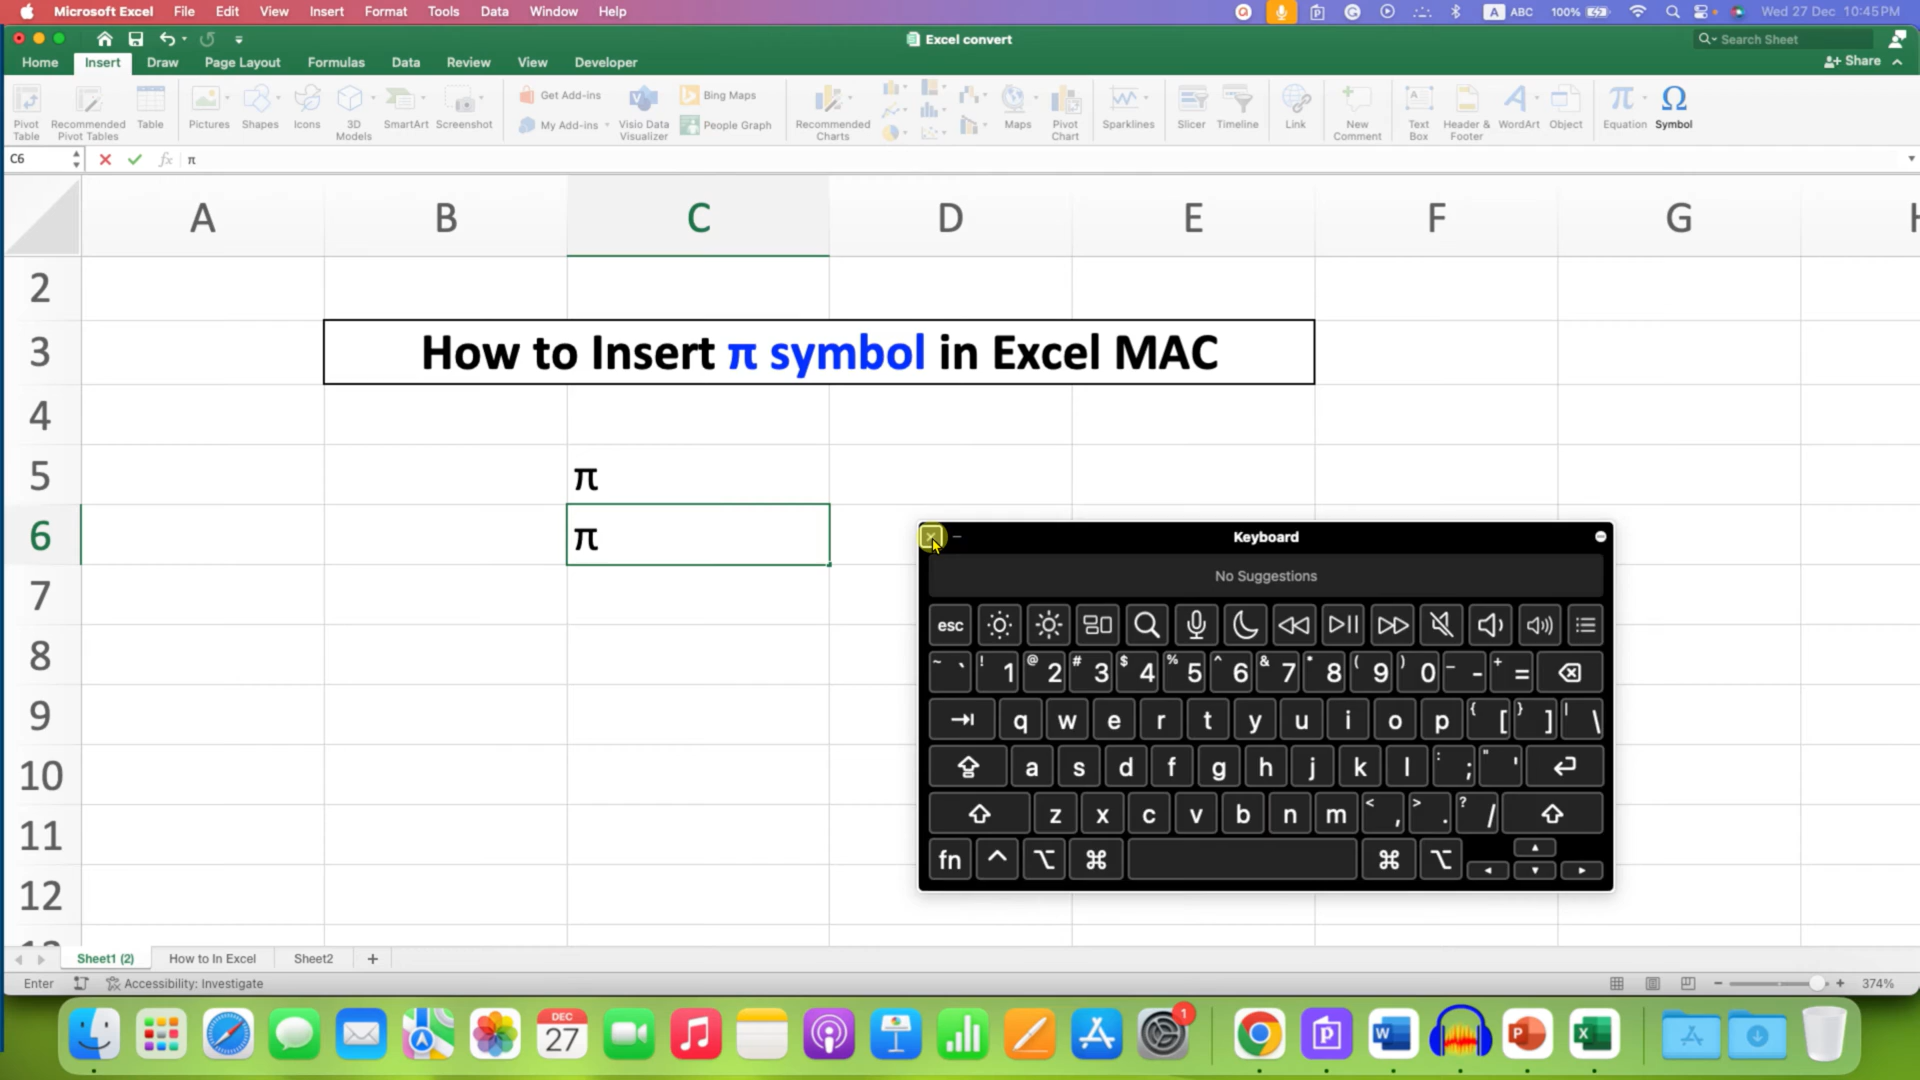 Microsoft Excel File Edit View Insert Format Tools Data Window Help A ABC 100% Wed 27 Dec 10:45PM
Excel convert Search Sheet
Home Insert Draw Page Layout Formulas Data Review View Developer Share
Get Add-ins Bing Maps
Pivot Table Recommended Pivot Tables Table Pictures Shapes Icons 3D Models SmartArt Screenshot My Add-ins Visio Data Visualizer People Graph Recommended Charts Maps Pivot Chart Sparklines Slicer Timeline Link New Comment Text Box Header & Footer WordArt Object Equation Symbol
C6 fx π
A B C D E F G H
2
3 How to Insert π symbol in Excel MAC
4
5 π
6 π
7
8
9
10
11
12
13
Keyboard
No Suggestions
esc
~ ` ! 1 @ 2 # 3 $ 4 % 5 ^ 6 & 7 * 8 ( 9 ) 0 _ - + =
q w e r t y u i o p { [ } ] | \
a s d f g h j k l : ; " '
z x c v b n m < , > . ? /
fn ^ ⌥ ⌘ ⌘ ⌥
Sheet1 (2) How to In Excel Sheet2 +
Enter Accessibility: Investigate − + 374%
DEC
27
1
W P X